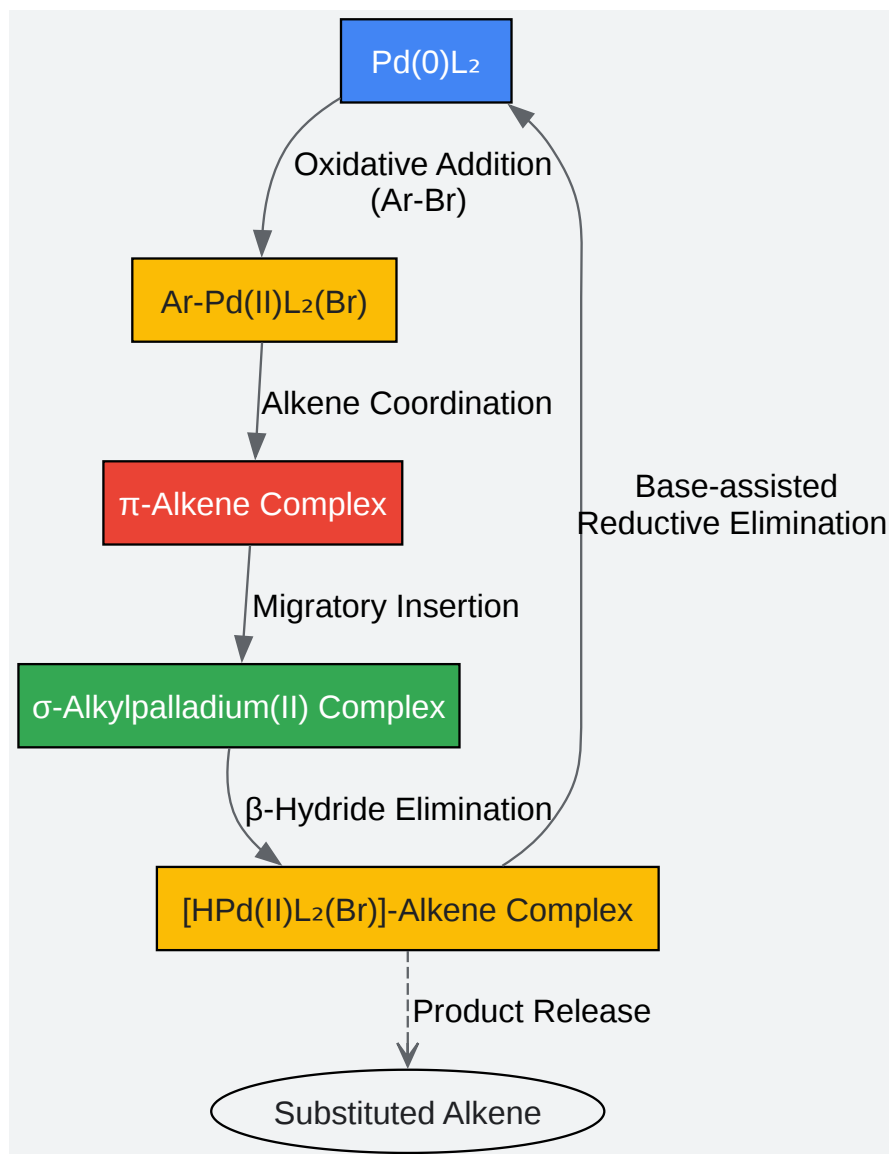 Pd(0)L₂
Oxidative Addition
(Ar-Br)
Ar-Pd(II)L₂(Br)
Alkene Coordination
π-Alkene Complex
Base-assisted
Reductive Elimination
Migratory Insertion
σ-Alkylpalladium(II) Complex
β-Hydride Elimination
[HPd(II)L₂(Br)]-Alkene Complex
Product Release
Substituted Alkene